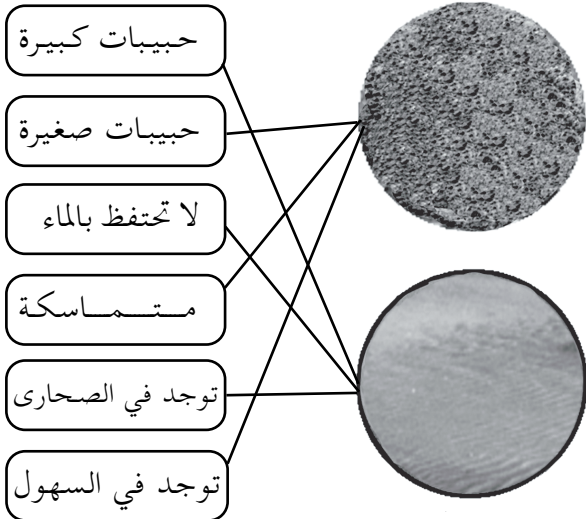 حبيبات كبيرة
حبيبات صغيرة
لا تحتفظ بالماء
متماسكة
توجد في الصحارى
توجد في السهول